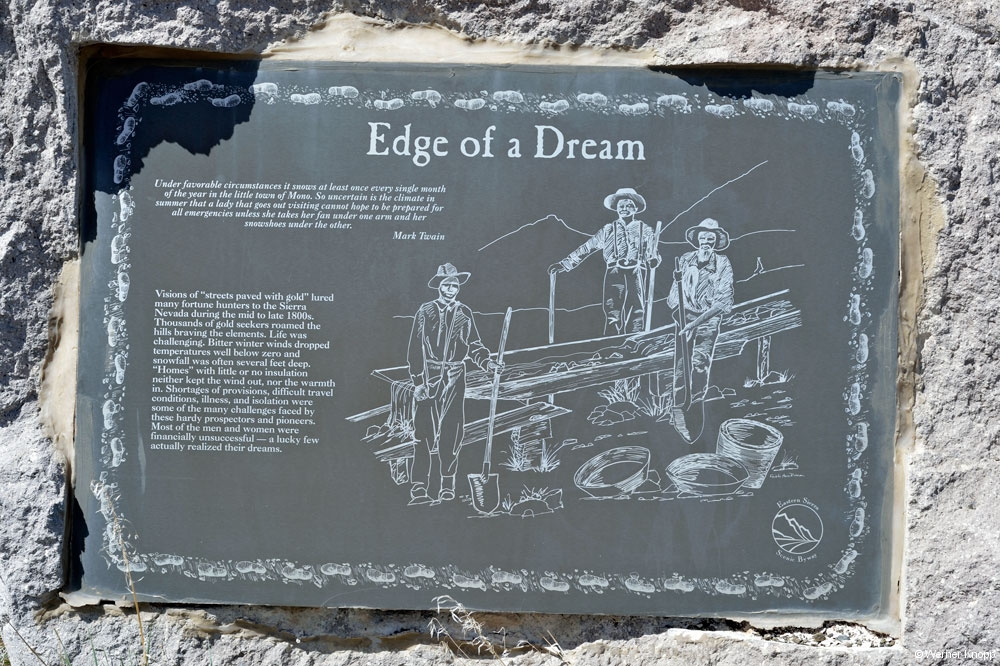 Edge of a Dream
Under favorable circumstances it snows at least once every single month
of the year in the little town of Mono. So uncertain is the climate in
summer that a lady that goes out visiting cannot hope to be prepared for
all emergencies unless she takes her fan under one arm and her
snowshoes under the other.
Mark Twain
Visions of “streets paved with gold” lured
many fortune hunters to the Sierra
Nevada during the mid to late 1800s.
Thousands of gold seekers roamed the
hills braving the elements. Life was
challenging. Bitter winter winds dropped
temperatures well below zero and
snowfall was often several feet deep.
“Homes” with little or no insulation
neither kept the wind out, nor the warmth
in. Shortages of provisions, difficult travel
conditions, illness, and isolation were
some of the many challenges faced by
these hardy prospectors and pioneers.
Most of the men and women were
financially unsuccessful — a lucky few
actually realized their dreams.
Eastern Sierra
Scenic Byway
© Werner Knopp